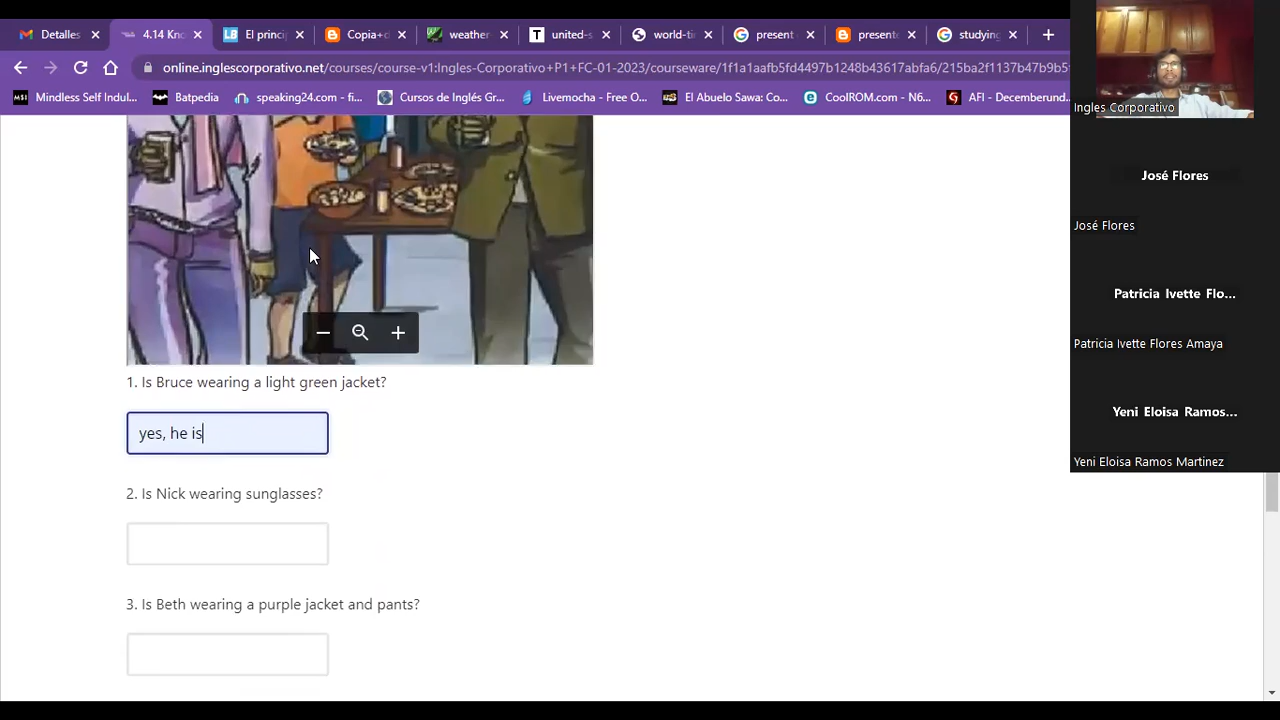 Detalles
4.14 Kno
El princi
Copia+d
weather
united-s
world-ti
present
present
studying
online.inglescorporativo.net/courses/course-v1:Ingles-Corporativo+P1+FC-01-2023/courseware/1f1a1aafb5fd4497b1248b43617abfa6/215ba2f1137b47b9b5
Mindless Self Indul...
Batpedia
speaking24.com - fi...
Cursos de Inglés Gr...
Livemocha - Free O...
El Abuelo Sawa: Co...
CoolROM.com - N6...
AFI - Decemberund
Ingles Corporativo
José Flores
José Flores
Patricia Ivette Flo...
Patricia Ivette Flores Amaya
Yeni Eloisa Ramos...
Yeni Eloisa Ramos Martinez
1. Is Bruce wearing a light green jacket?
yes, he is
2. Is Nick wearing sunglasses?
3. Is Beth wearing a purple jacket and pants?